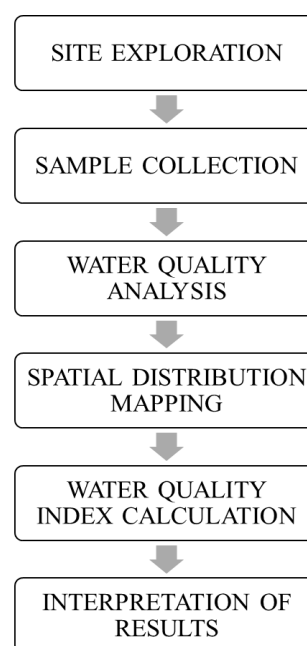 SITE EXPLORATION
SAMPLE COLLECTION
WATER QUALITY
ANALYSIS
SPATIAL DISTRIBUTION
MAPPING
WATER QUALITY
INDEX CALCULATION
INTERPRETATION OF
RESULTS